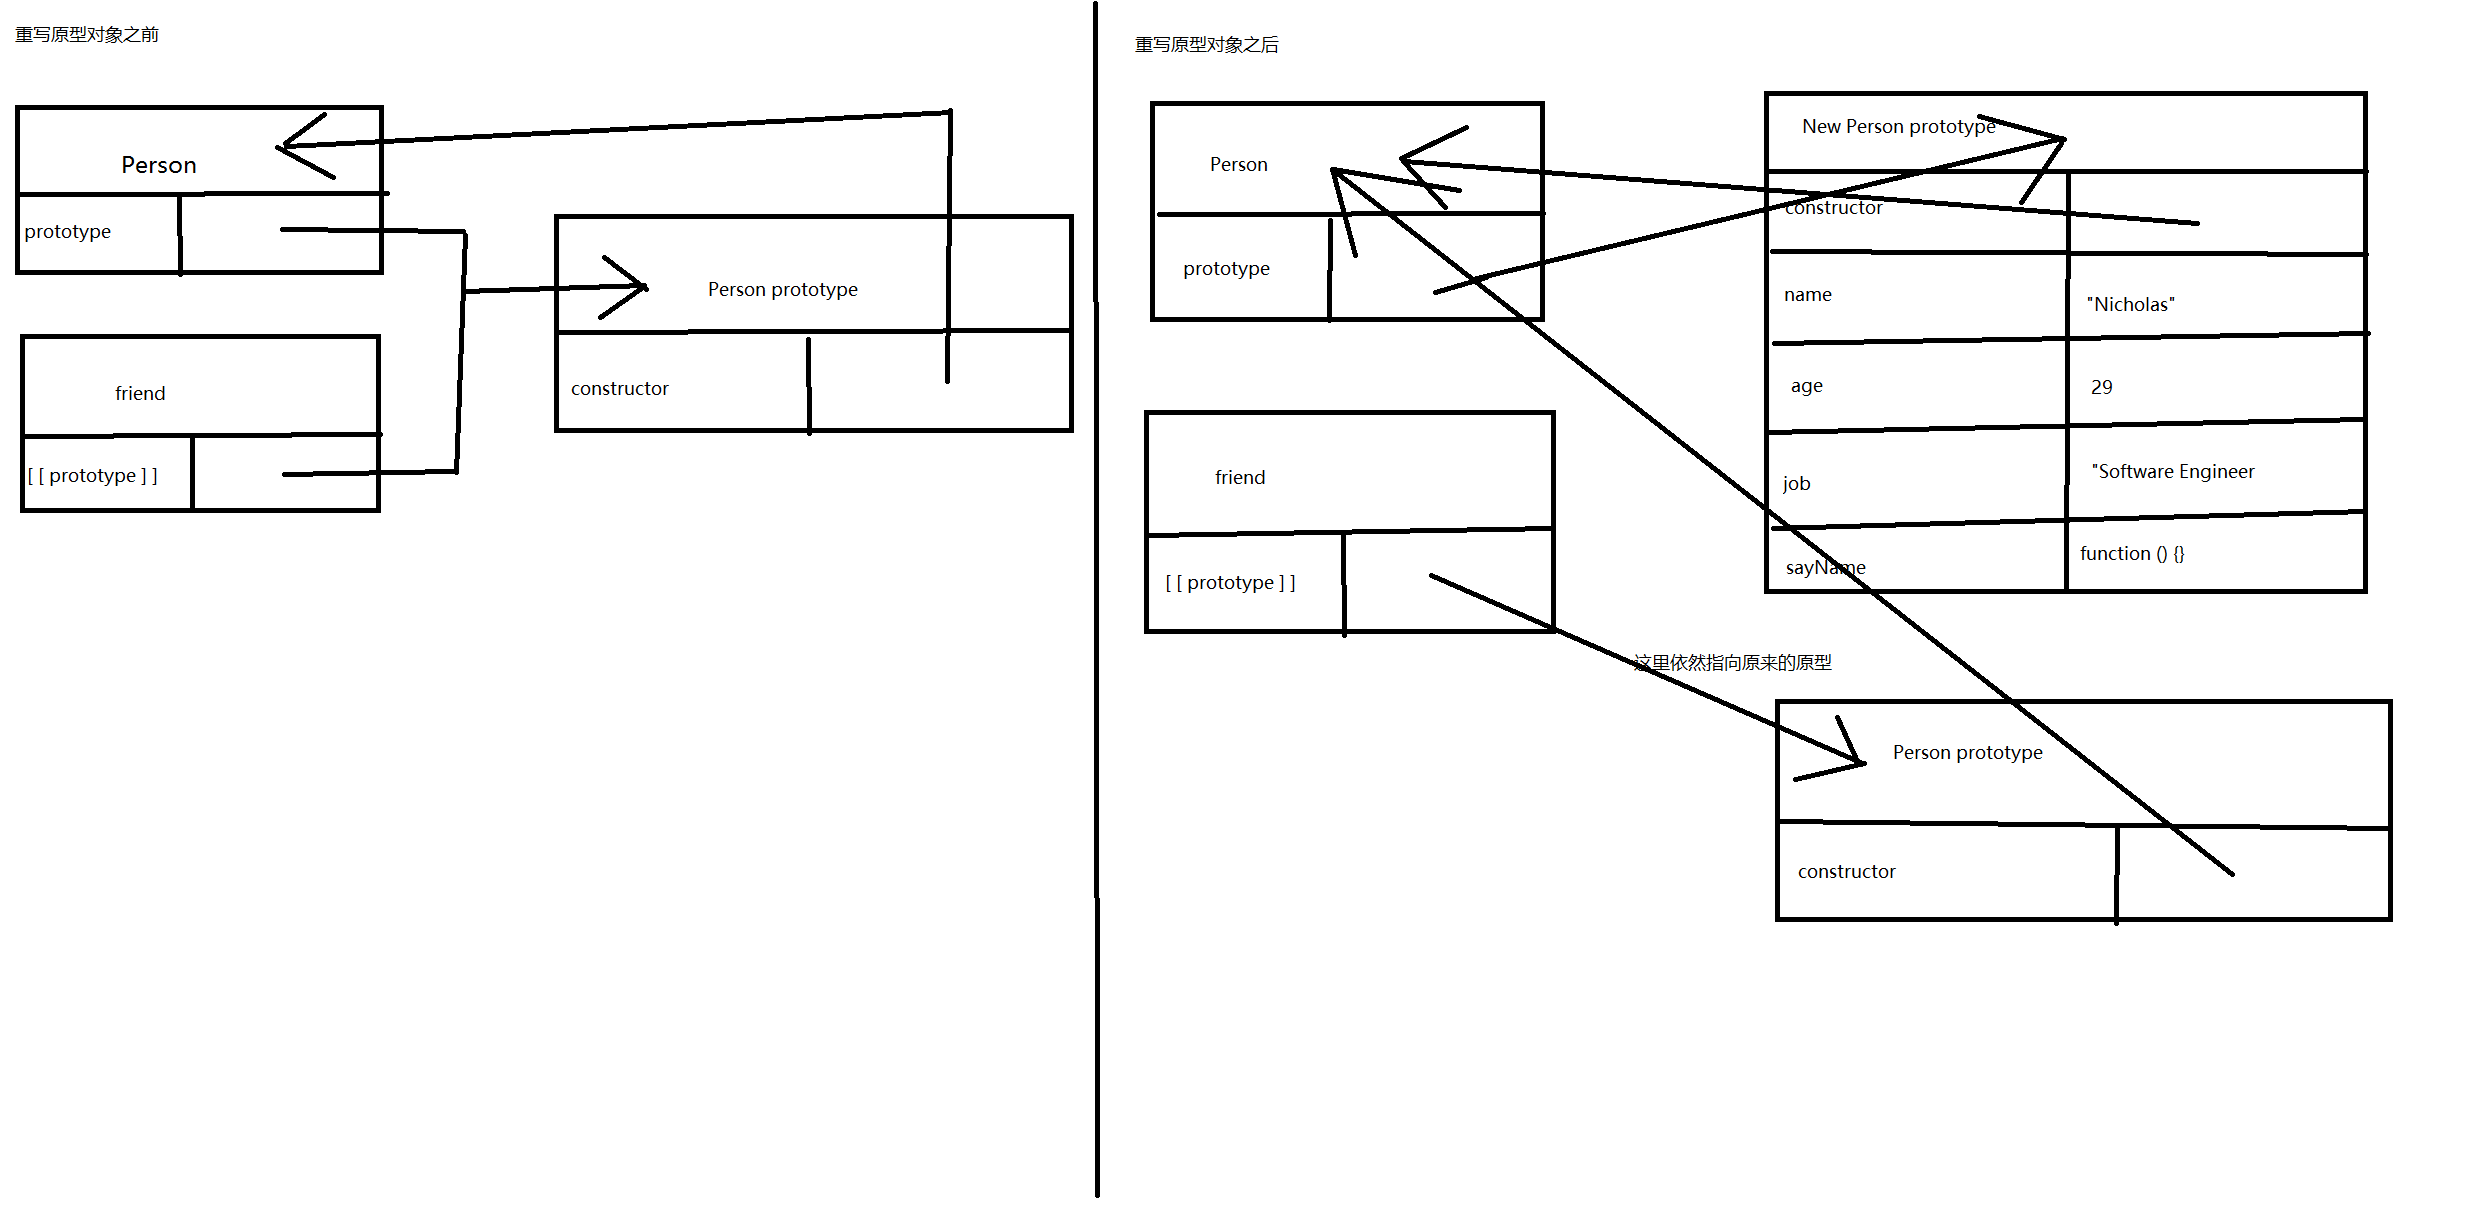 重写原型对象之前
Person
prototype
Person prototype
constructor
friend
[ [ prototype ] ]
重写原型对象之后
Person
prototype
New Person prototype
constructor
name
"Nicholas"
age
29
job
"Software Engineer
sayName
function () {}
friend
[ [ prototype ] ]
这里依然指向原来的原型
Person prototype
constructor